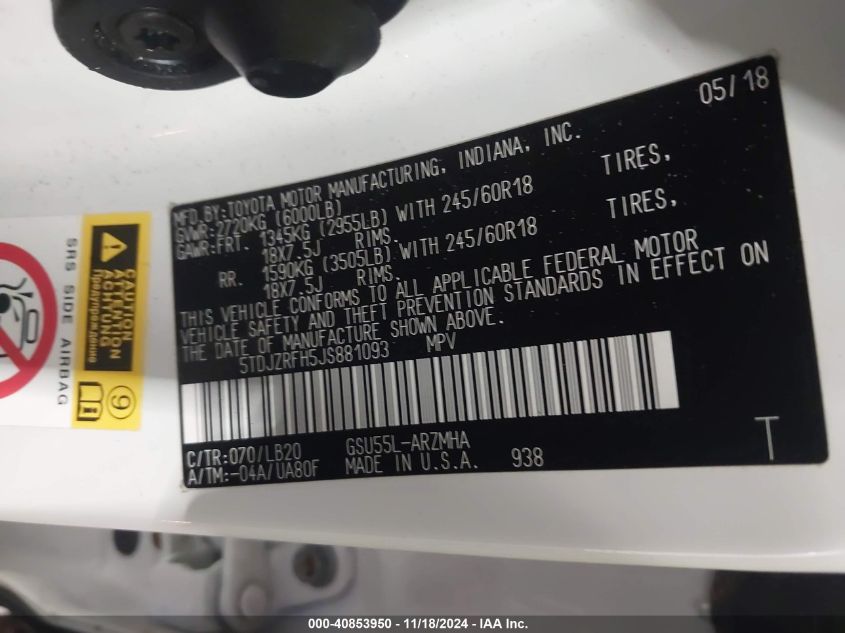 05/18
MFD.BY:TOYOTA MOTOR MANUFACTURING, INDIANA, INC.
GVWR:2720KG (6000LB)
GAWR:FRT. 1345KG (2955LB) WITH 245/60R18 TIRES,
18X7.5J RIMS.
RR. 1590KG (3505LB) WITH 245/60R18 TIRES,
18X7.5J RIMS.
THIS VEHICLE CONFORMS TO ALL APPLICABLE FEDERAL MOTOR
VEHICLE SAFETY AND THEFT PREVENTION STANDARDS IN EFFECT ON
THE DATE OF MANUFACTURE SHOWN ABOVE.
5TDJZRFH5JS881093 MPV
C/TR:070/LB20 GSU55L-ARZMHA
A/TM:-04A/UA80F MADE IN U.S.A. 938 T
SRS SIDE AIRBAG
CAUTION
ATTENTION
ACHTUNG
Предупреждение
9
000-40853950 - 11/18/2024 - IAA Inc.